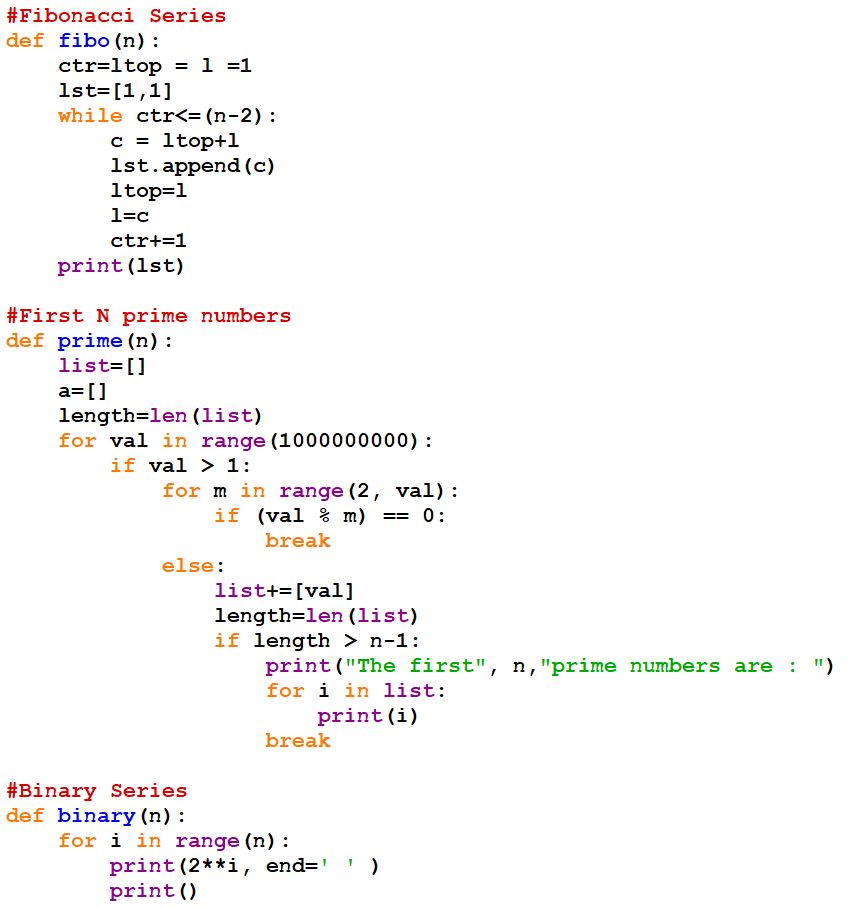 #Fibonacci Series
def fibo(n):
    ctr=ltop = l =1
    lst=[1,1]
    while ctr<=(n-2):
        c = ltop+l
        lst.append(c)
        ltop=l
        l=c
        ctr+=1
    print(lst)

#First N prime numbers
def prime(n):
    list=[]
    a=[]
    length=len(list)
    for val in range(1000000000):
        if val > 1:
            for m in range(2, val):
                if (val % m) == 0:
                    break
            else:
                list+=[val]
                length=len(list)
                if length > n-1:
                    print("The first", n,"prime numbers are : ")
                    for i in list:
                        print(i)
                    break

#Binary Series
def binary(n):
    for i in range(n):
        print(2**i, end=' ' )
        print()